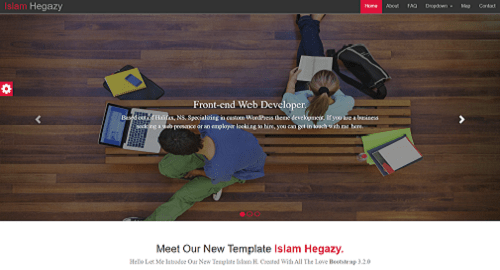 Islam Hegazy
Home About FAQ Dropdown Map Contact
Front-end Web Developer
Based out of Halifax, NS. Specializing in custom WordPress theme development. If you use a business
seeking a web presence or an employer looking to hire, you can get in touch with me here.
Meet Our New Template Islam Hegazy.
Hello Let Me Introduce Our New Template Islam H. Created With All The Love Bootstrap 3.2.0